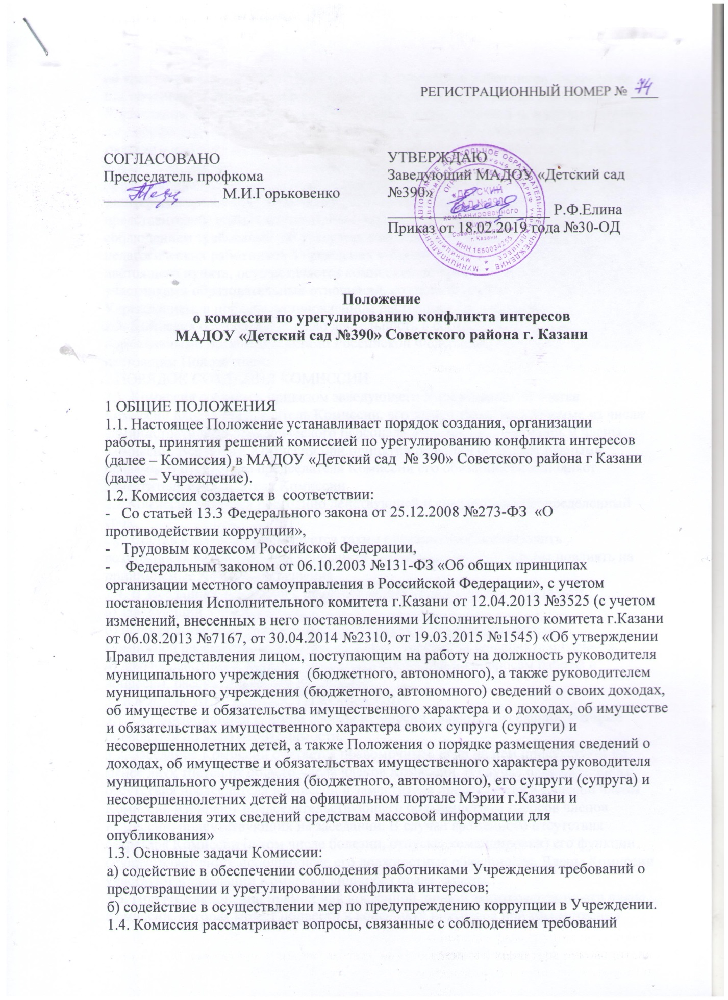 РЕГИСТРАЦИОННЫЙ НОМЕР № 74
СОГЛАСОВАНО
Председатель профкома
М.И.Горьковенко
УТВЕРЖДАЮ
Заведующий МАДОУ «Детский сад
№390»
Р.Ф.Елина
Приказ от 18.02.2019 года №30-ОД
«ДЕТСКИЙ
САД №390
комбинированного
вида»
Советского района
г. Казани
ИНН 1660034265
Положение
о комиссии по урегулированию конфликта интересов
МАДОУ «Детский сад №390» Советского района г. Казани
1 ОБЩИЕ ПОЛОЖЕНИЯ
1.1. Настоящее Положение устанавливает порядок создания, организации
работы, принятия решений комиссией по урегулированию конфликта интересов
(далее – Комиссия) в МАДОУ «Детский сад № 390» Советского района г Казани
(далее – Учреждение).
1.2. Комиссия создается в соответствии:
- Со статьей 13.3 Федерального закона от 25.12.2008 №273-ФЗ «О
противодействии коррупции»,
- Трудовым кодексом Российской Федерации,
- Федеральным законом от 06.10.2003 №131-ФЗ «Об общих принципах
организации местного самоуправления в Российской Федерации», с учетом
постановления Исполнительного комитета г.Казани от 12.04.2013 №3525 (с учетом
изменений, внесенных в него постановлениями Исполнительного комитета г.Казани
от 06.08.2013 №7167, от 30.04.2014 №2310, от 19.03.2015 №1545) «Об утверждении
Правил представления лицом, поступающим на работу на должность руководителя
муниципального учреждения (бюджетного, автономного), а также руководителем
муниципального учреждения (бюджетного, автономного) сведений о своих доходах,
об имуществе и обязательства имущественного характера и о доходах, об имуществе
и обязательствах имущественного характера своих супруга (супруги) и
несовершеннолетних детей, а также Положения о порядке размещения сведений о
доходах, об имуществе и обязательствах имущественного характера руководителя
муниципального учреждения (бюджетного, автономного), его супруги (супруга) и
несовершеннолетних детей на официальном портале Мэрии г.Казани и
представления этих сведений средствам массовой информации для
опубликования»
1.3. Основные задачи Комиссии:
а) содействие в обеспечении соблюдения работниками Учреждения требований о
предотвращении и урегулировании конфликта интересов;
б) содействие в осуществлении мер по предупреждению коррупции в Учреждении.
1.4. Комиссия рассматривает вопросы, связанные с соблюдением требований